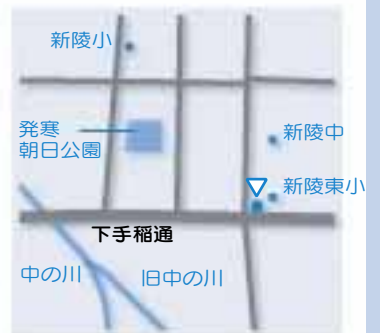 新陵小
発寒
朝日公園
新陵中
新陵東小
下手稲通
中の川
旧中の川